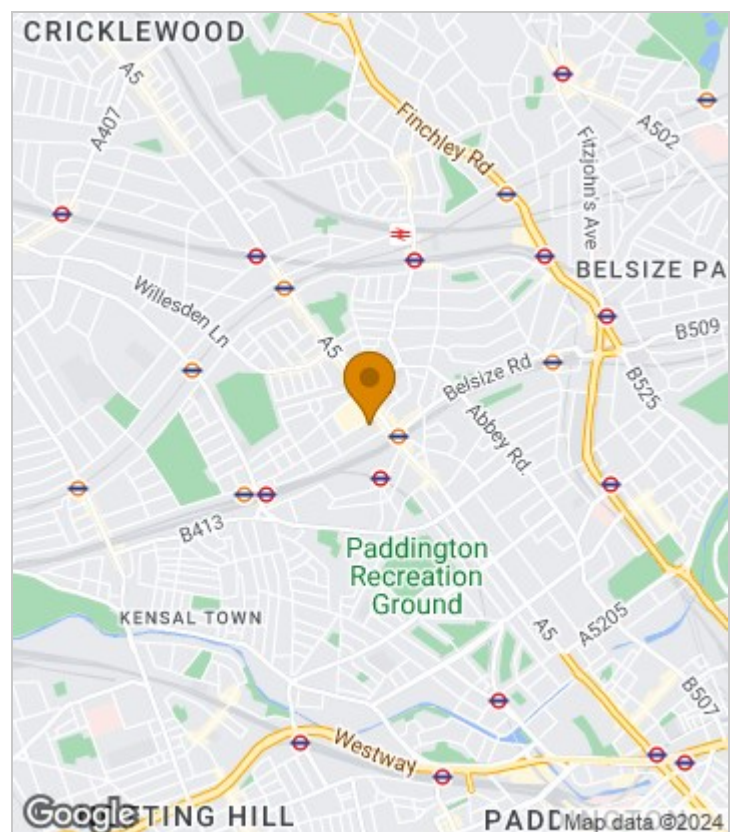 CRICKLEWOOD
A5
A407
Finchley Rd
A502
Fitzjohn's Ave
BELSIZE PA
Willesden Ln
A5
B509
Belsize Rd
B525
Abbey Rd.
B413
Paddington
Recreation
Ground
KENSAL TOWN
A5
A5205
B507
Westway
Google
TTING HILL
PADD
Map data ©2024